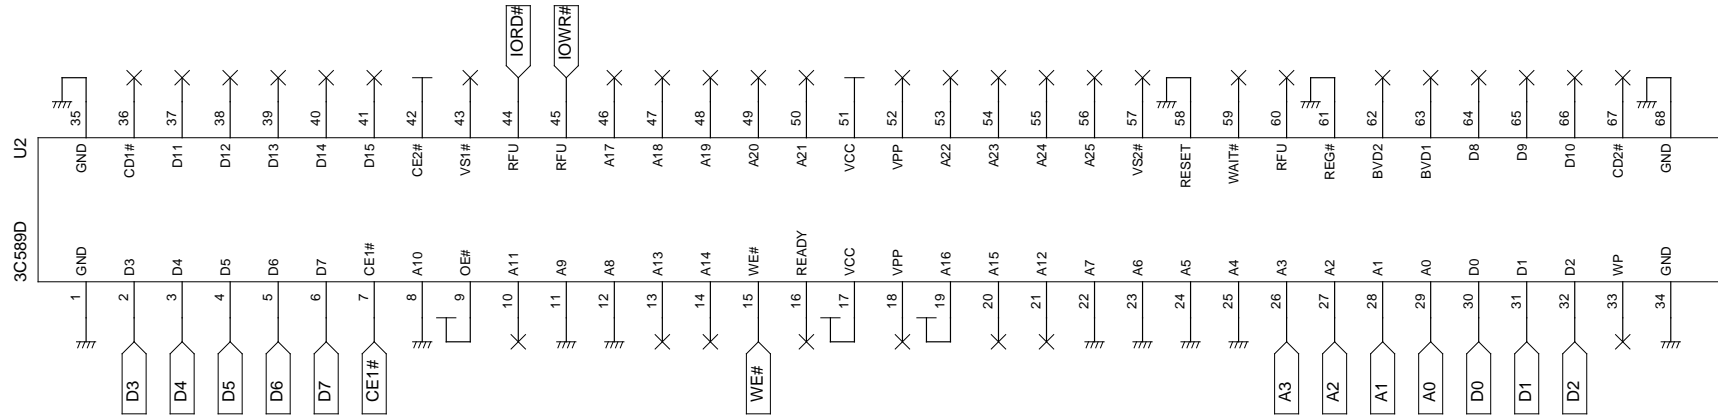 IORD#
IOWR#
35
36
37
38
39
40
41
42
43
44
45
46
47
48
49
50
51
52
53
54
55
56
57
58
59
60
61
62
63
64
65
66
67
68
U2
GND
CD1#
D11
D12
D13
D14
D15
CE2#
VS1#
RFU
RFU
A17
A18
A19
A20
A21
VCC
VPP
A22
A23
A24
A25
VS2#
RESET
WAIT#
RFU
REG#
BVD2
BVD1
D8
D9
D10
CD2#
GND
3C589D
GND
D3
D4
D5
D6
D7
CE1#
A10
OE#
A11
A9
A8
A13
A14
WE#
READY
VCC
VPP
A16
A15
A12
A7
A6
A5
A4
A3
A2
A1
A0
D0
D1
D2
WP
GND
1
2
3
4
5
6
7
8
9
10
11
12
13
14
15
16
17
18
19
20
21
22
23
24
25
26
27
28
29
30
31
32
33
34
D3
D4
D5
D6
D7
CE1#
WE#
A3
A2
A1
A0
D0
D1
D2